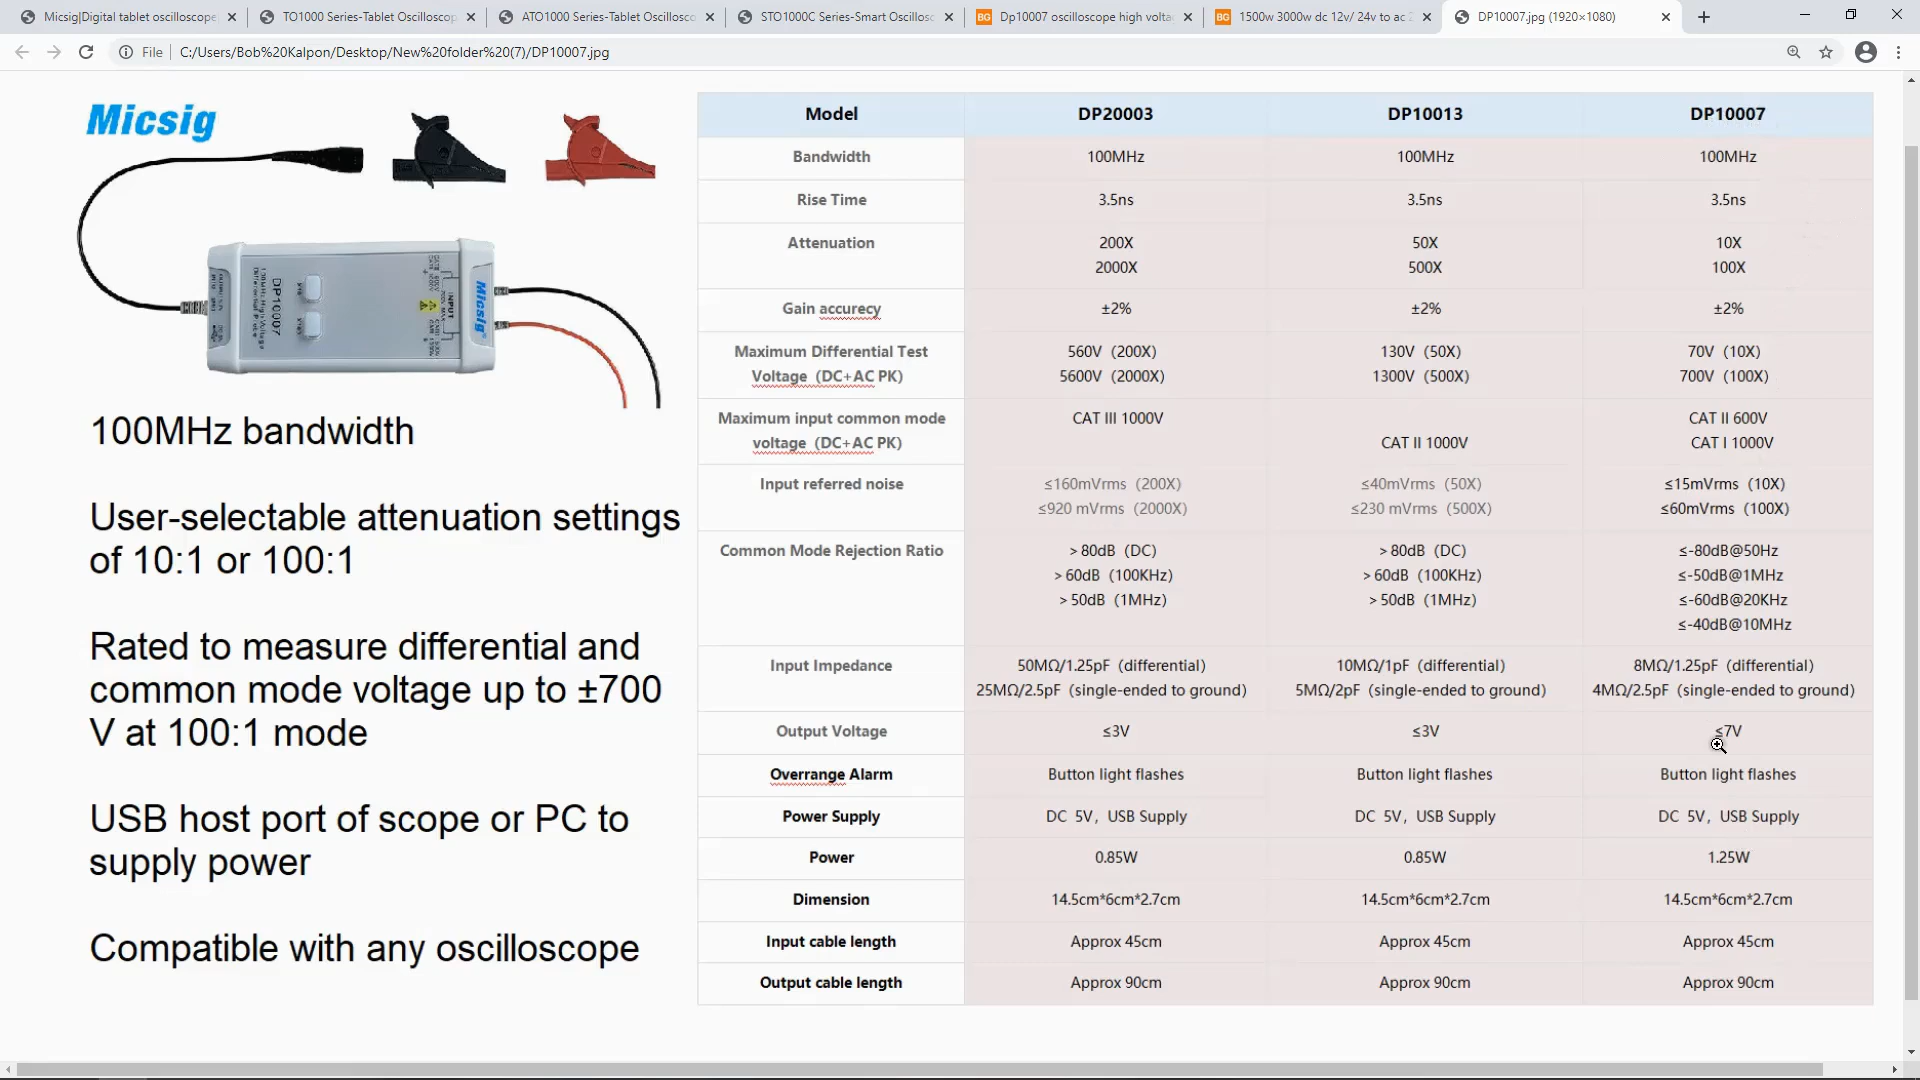 Micsig|Digital tablet oscilloscope
TO1000 Series-Tablet Oscilloscop
ATO1000 Series-Tablet Oscillosco
STO1000C Series-Smart Oscillosc
BG Dp10007 oscilloscope high volta
BG 1500w 3000w dc 12v/ 24v to ac 2
DP10007.jpg (1920×1080)
File C:/Users/Bob%20Kalpon/Desktop/New%20folder%20(7)/DP10007.jpg
Micsig
DP10007
INPUT
Micsig
100MHz bandwidth
User-selectable attenuation settings
of 10:1 or 100:1
Rated to measure differential and
common mode voltage up to ±700
V at 100:1 mode
USB host port of scope or PC to
supply power
Compatible with any oscilloscope
Model DP20003 DP10013 DP10007
Bandwidth 100MHz 100MHz 100MHz
Rise Time 3.5ns 3.5ns 3.5ns
Attenuation 200X 50X 10X
2000X 500X 100X
Gain accurecy ±2% ±2% ±2%
Maximum Differential Test 560V (200X) 130V (50X) 70V (10X)
Voltage (DC+AC PK) 5600V (2000X) 1300V (500X) 700V (100X)
Maximum input common mode CAT III 1000V CAT II 600V
voltage (DC+AC PK) CAT II 1000V CAT I 1000V
Input referred noise ≤160mVrms (200X) ≤40mVrms (50X) ≤15mVrms (10X)
≤920 mVrms (2000X) ≤230 mVrms (500X) ≤60mVrms (100X)
Common Mode Rejection Ratio >80dB (DC) >80dB (DC) ≤-80dB@50Hz
>60dB (100KHz) >60dB (100KHz) ≤-50dB@1MHz
>50dB (1MHz) >50dB (1MHz) ≤-60dB@20KHz
≤-40dB@10MHz
Input Impedance 50MΩ/1.25pF (differential) 10MΩ/1pF (differential) 8MΩ/1.25pF (differential)
25MΩ/2.5pF (single-ended to ground) 5MΩ/2pF (single-ended to ground) 4MΩ/2.5pF (single-ended to ground)
Output Voltage ≤3V ≤3V ≤7V
Overrange Alarm Button light flashes Button light flashes Button light flashes
Power Supply DC 5V, USB Supply DC 5V, USB Supply DC 5V, USB Supply
Power 0.85W 0.85W 1.25W
Dimension 14.5cm*6cm*2.7cm 14.5cm*6cm*2.7cm 14.5cm*6cm*2.7cm
Input cable length Approx 45cm Approx 45cm Approx 45cm
Output cable length Approx 90cm Approx 90cm Approx 90cm